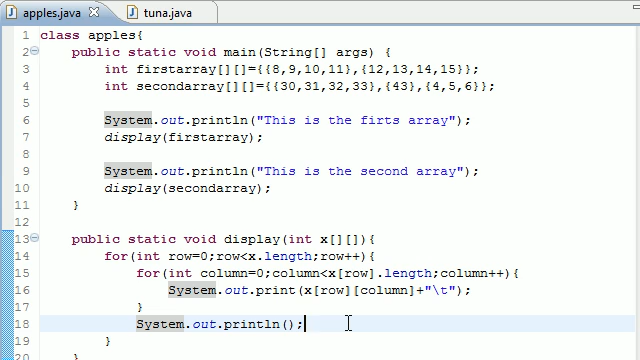 apples.java tuna.java
1 class apples{
2 public static void main(String[] args) {
3 int firstarray[][]={{8,9,10,11},{12,13,14,15}};
4 int secondarray[][]={{30,31,32,33},{43},{4,5,6}};
5
6 System.out.println("This is the firts array");
7 display(firstarray);
8
9 System.out.println("This is the second array");
10 display(secondarray);
11 }
12
13 public static void display(int x[][]){
14 for(int row=0;row<x.length;row++){
15 for(int column=0;column<x[row].length;column++){
16 System.out.print(x[row][column]+"\t");
17 }
18 System.out.println();
19 }
20 }